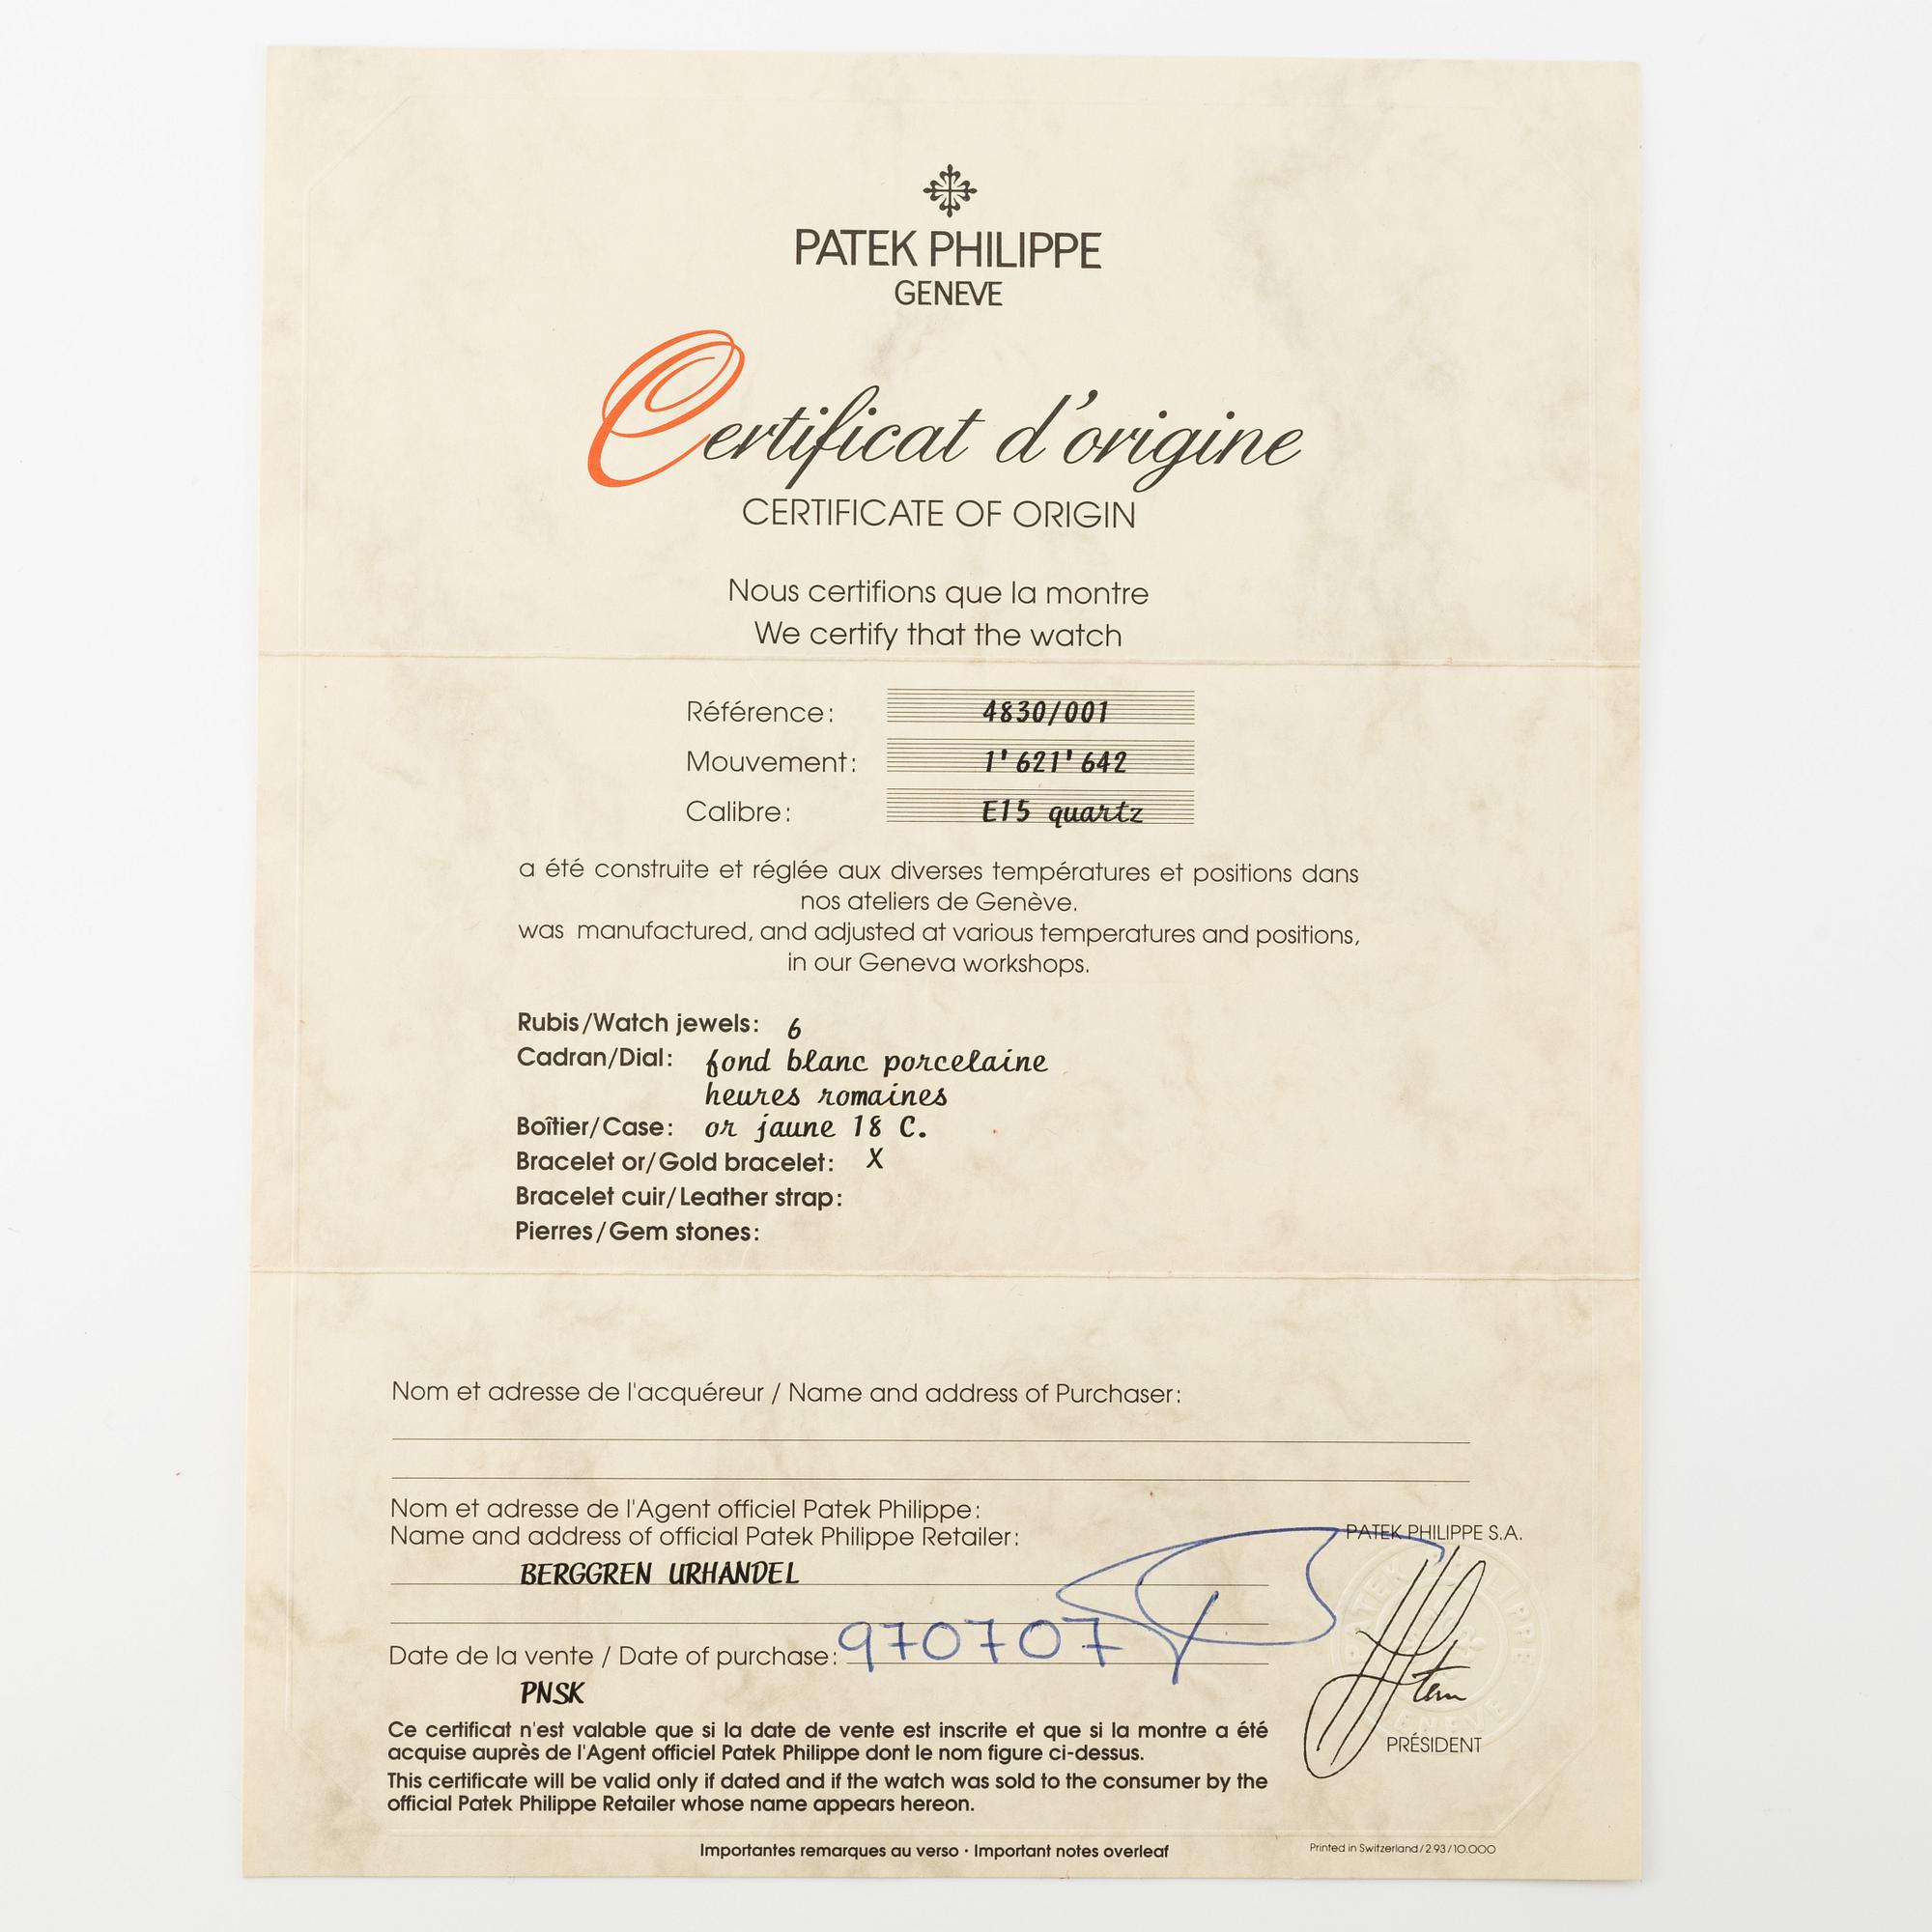 PATEK PHILIPPE
GENEVE
Certificat d'origine
CERTIFICATE OF ORIGIN
Nous certifions que la montre
We certify that the watch
Référence: 4830/001
Mouvement: 1'621'642
Calibre: E15 quartz
a été construite et réglée aux diverses températures et positions dans
nos ateliers de Genève.
was manufactured, and adjusted at various temperatures and positions,
in our Geneva workshops.
Rubis/Watch jewels: 6
Cadran/Dial: fond blanc porcelaine
heures romaines
Boîtier/Case: or jaune 18 C.
Bracelet or/Gold bracelet: X
Bracelet cuir/Leather strap:
Pierres/Gem stones:
Nom et adresse de l'acquéreur / Name and address of Purchaser:
Nom et adresse de l'Agent officiel Patek Philippe:
Name and address of official Patek Philippe Retailer:
PATEK PHILIPPE S.A.
BERGGREN URHANDEL
PATEK PHILIPPE
GENEVE
Date de la vente / Date of purchase: 970707
Stern
PNSK
PRÉSIDENT
Ce certificat n'est valable que si la date de vente est inscrite et que si la montre a été
acquise auprès de l'Agent officiel Patek Philippe dont le nom figure ci-dessus.
This certificate will be valid only if dated and if the watch was sold to the consumer by the
official Patek Philippe Retailer whose name appears hereon.
Importantes remarques au verso · Important notes overleaf
Printed in Switzerland/2.93/10.000